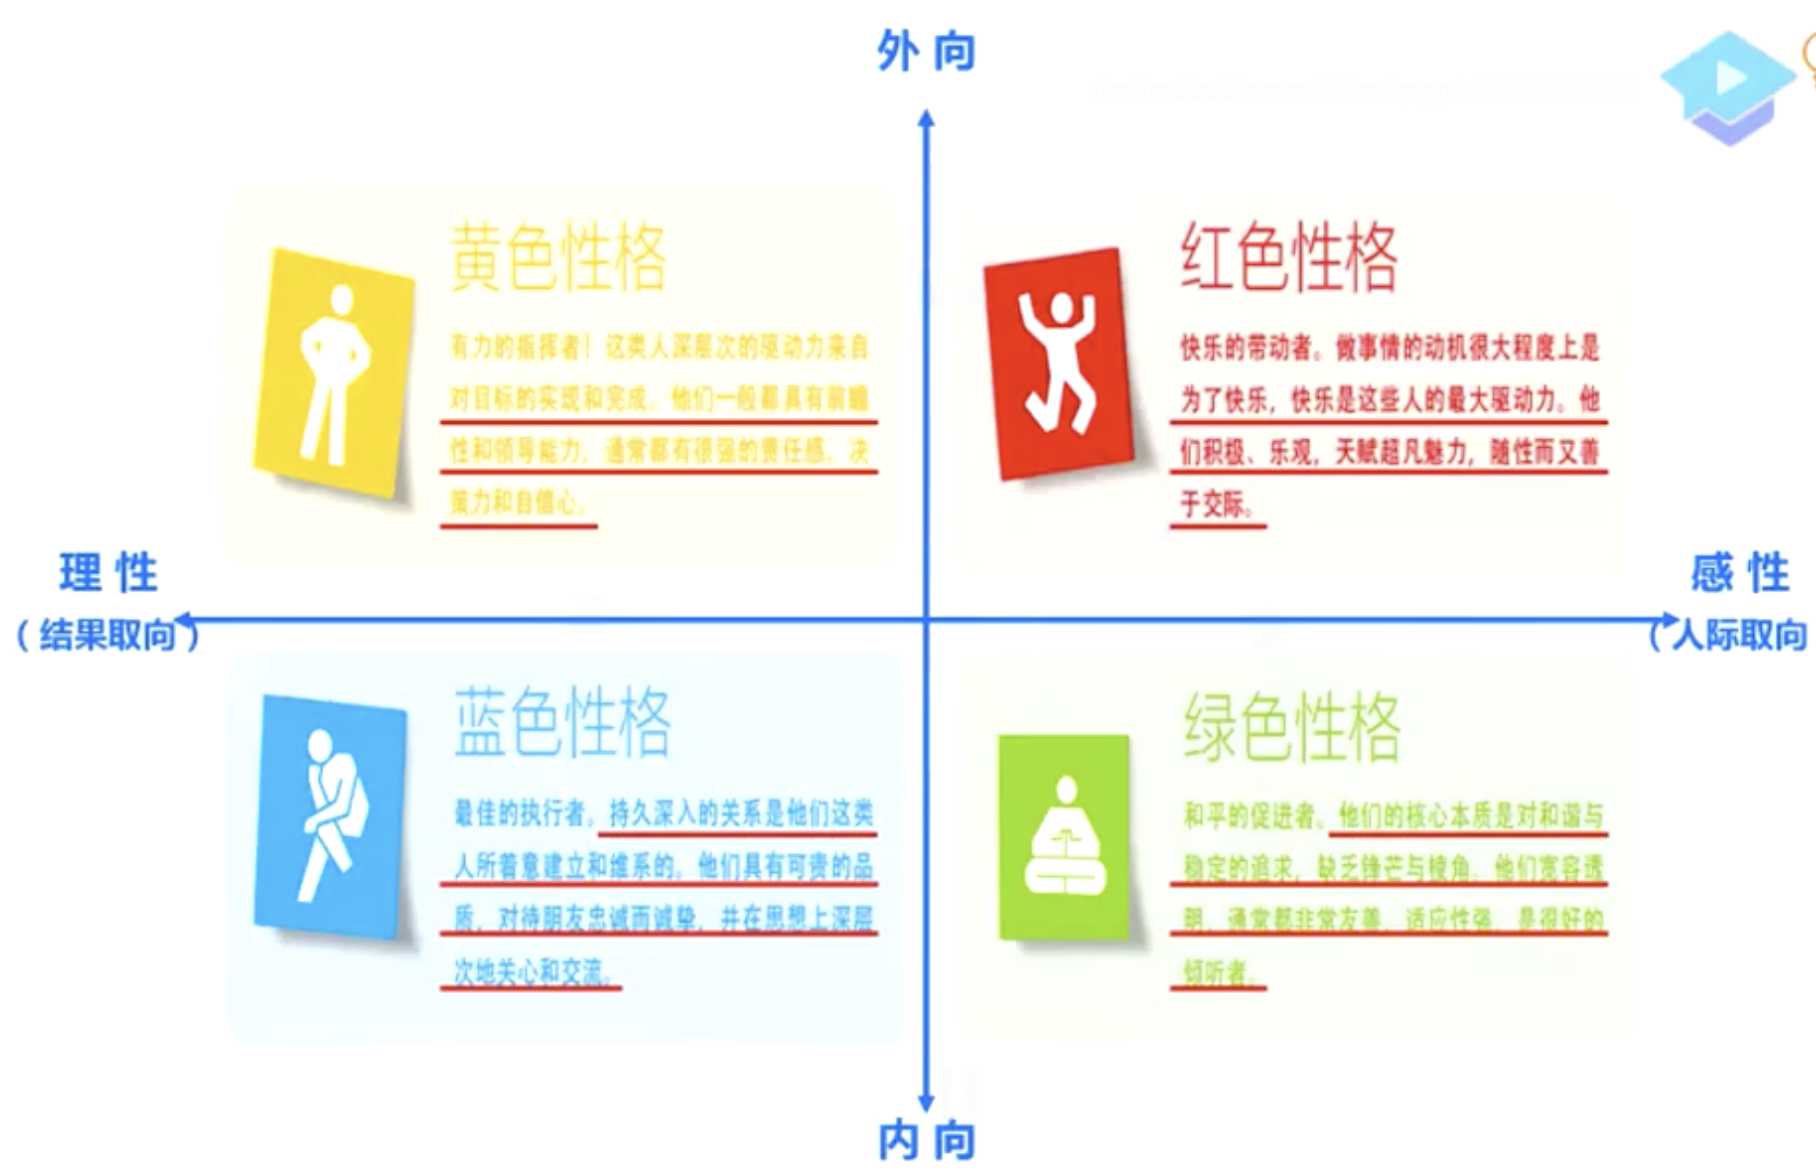 外向
黄色性格
有力的指挥者！这类人深层次的驱动力来自
对目标的实现和完成。他们一般都具有前瞻
性和领导能力，通常都有很强的责任感、决
策力和自信心。
红色性格
快乐的带动者。做事情的动机很大程度上是
为了快乐，快乐是这些人的最大驱动力。他
们积极、乐观，天赋超凡魅力，随性而又善
于交际。
理性
（结果取向）
感性
（人际取向
蓝色性格
最佳的执行者，持久深入的关系是他们这类
人所着意建立和维系的。他们具有可贵的品
质，对待朋友忠诚而诚挚，并在思想上深层
次地关心和交流。
绿色性格
和平的促进者。他们的核心本质是对和谐与
稳定的追求，缺乏锋芒与棱角。他们宽容透
明，通常都非常友善，适应性强，是很好的
倾听者。
内向